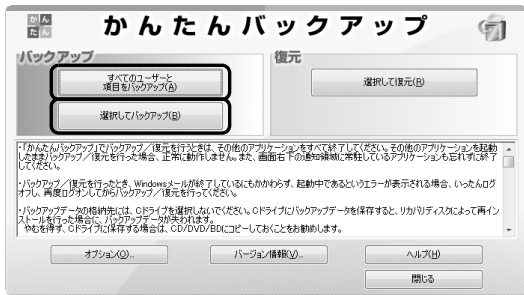 かんたん
かんたんバックアップ
バックアップ
すべてのユーザーと
項目をバックアップ(A)
選択してバックアップ(B)
復元
選択して復元(R)
・「かんたんバックアップ」でバックアップ／復元を行うときは、その他のアプリケーションをすべて終了してください。その他のアプリケーションを起動
したままバックアップ／復元を行った場合、正常に動作しません。また、画面右下の通知領域に常駐しているアプリケーションも忘れずに終了
してください。
・バックアップ／復元を行ったとき、Windowsメールが終了しているにもかかわらず、起動中であるというエラーが表示される場合、いったんログ
オフし、再度ログオンしてからバックアップ／復元を行ってください。
・バックアップデータの格納先には、Cドライブを選択しないでください。Cドライブにバックアップデータを保存すると、リカバリディスクによって再イン
ストールを行った場合に、バックアップデータが失われます。
やむを得ず、Cドライブに保存する場合は、CD/DVD/BDにコピーしておくことをお勧めします。
オプション(O)...
バージョン情報(V)...
ヘルプ(H)
閉じる